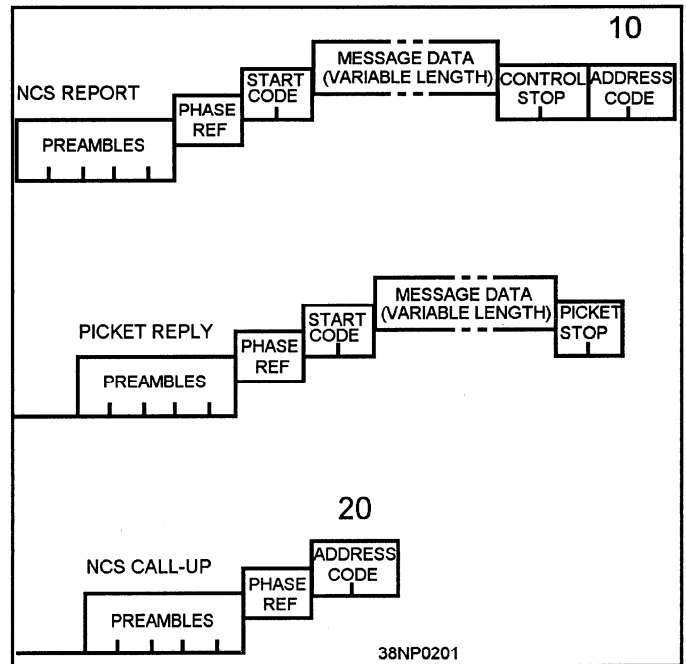 10
NCS REPORT
PREAMBLES
PHASE
REF
START
CODE
MESSAGE DATA
(VARIABLE LENGTH)
CONTROL
STOP
ADDRESS
CODE
PICKET REPLY
PREAMBLES
PHASE
REF
START
CODE
MESSAGE DATA
(VARIABLE LENGTH)
PICKET
STOP
20
NCS CALL-UP
PREAMBLES
PHASE
REF
ADDRESS
CODE
38NP0201